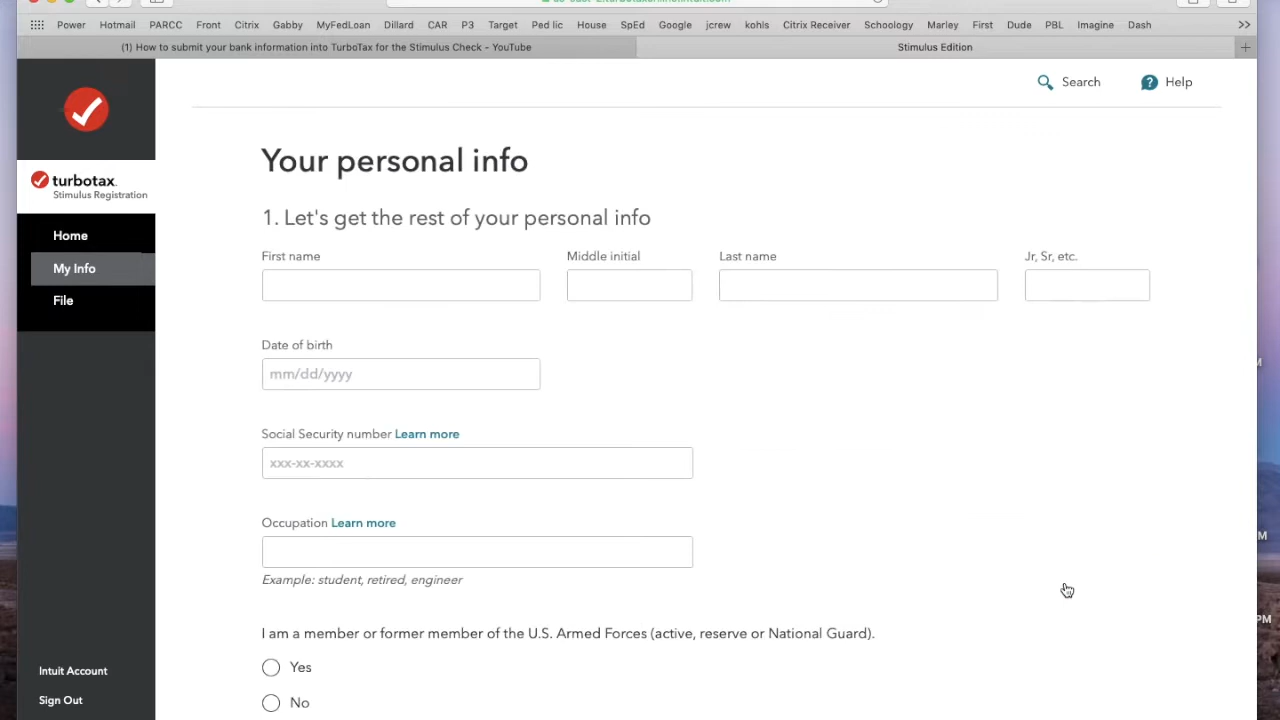 Power Hotmail PARCC Front Citrix Gabby MyFedLoan Dillard CAR P3 Target Ped lic House SpEd Google jcrew kohls Citrix Receiver Schoology Marley First Dude PBL Imagine Dash
(1) How to submit your bank information into TurboTax for the Stimulus Check – YouTube Stimulus Edition
Search Help
turbotax
Stimulus Registration
Home
My Info
File
Intuit Account
Sign Out
Your personal info
1. Let's get the rest of your personal info
First name Middle initial Last name Jr, Sr, etc.
Date of birth
mm/dd/yyyy
Social Security number Learn more
xxx-xx-xxxx
Occupation Learn more
Example: student, retired, engineer
I am a member or former member of the U.S. Armed Forces (active, reserve or National Guard).
Yes
No
M
M
PM